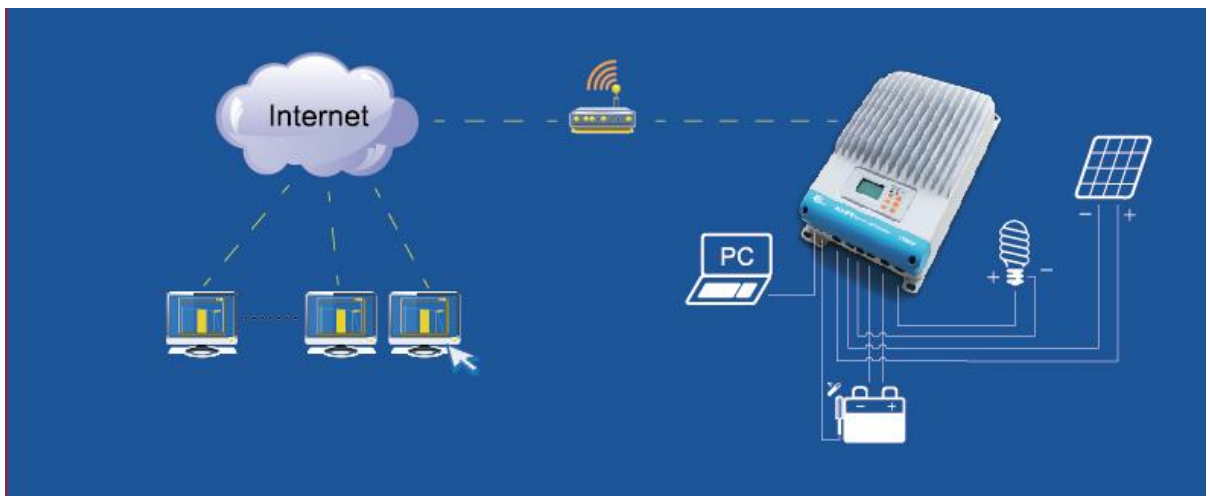 Internet
PC
- +
+ -
- +